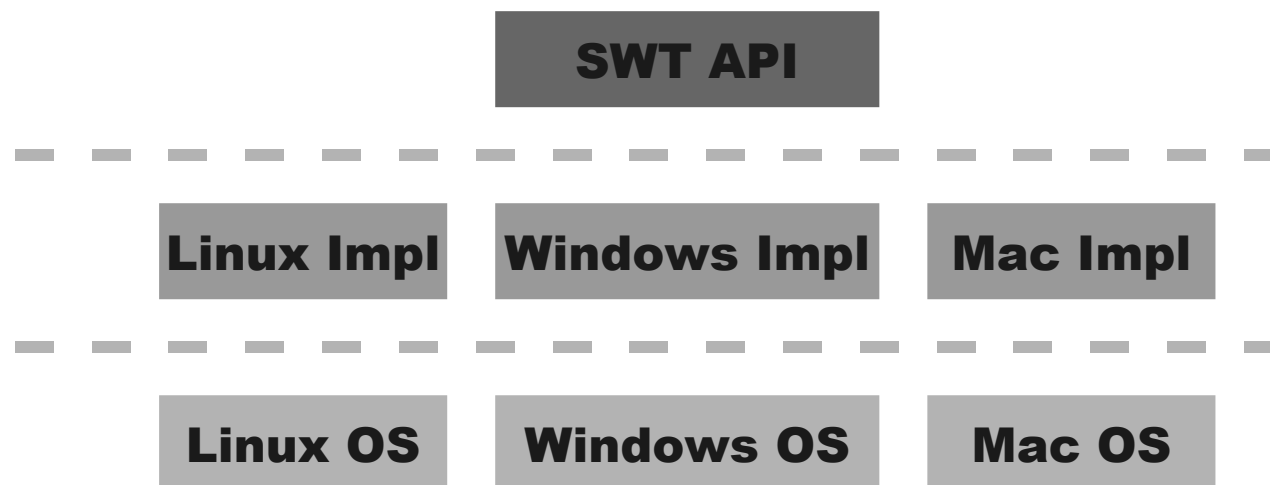 SWT API
Linux Impl Windows Impl Mac Impl
Linux OS Windows OS Mac OS